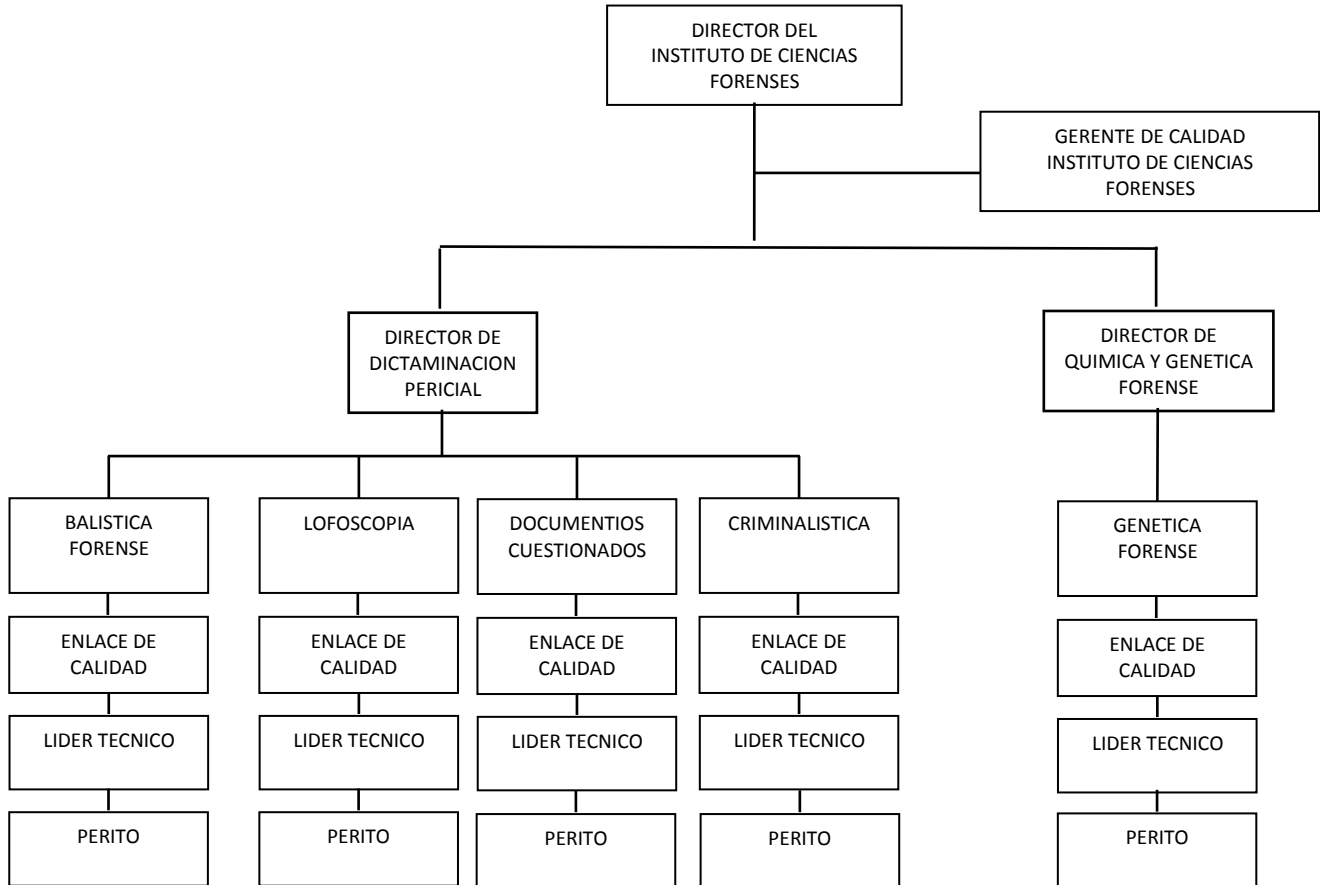 DIRECTOR DEL
INSTITUTO DE CIENCIAS
FORENSES
GERENTE DE CALIDAD
INSTITUTO DE CIENCIAS
FORENSES
DIRECTOR DE
DICTAMINACION
PERICIAL
DIRECTOR DE
QUIMICA Y GENETICA
FORENSE
BALISTICA
FORENSE
LOFOSCOPIA
DOCUMENTIOS
CUESTIONADOS
CRIMINALISTICA
GENETICA
FORENSE
ENLACE DE
CALIDAD
ENLACE DE
CALIDAD
ENLACE DE
CALIDAD
ENLACE DE
CALIDAD
ENLACE DE
CALIDAD
LIDER TECNICO
LIDER TECNICO
LIDER TECNICO
LIDER TECNICO
LIDER TECNICO
PERITO
PERITO
PERITO
PERITO
PERITO